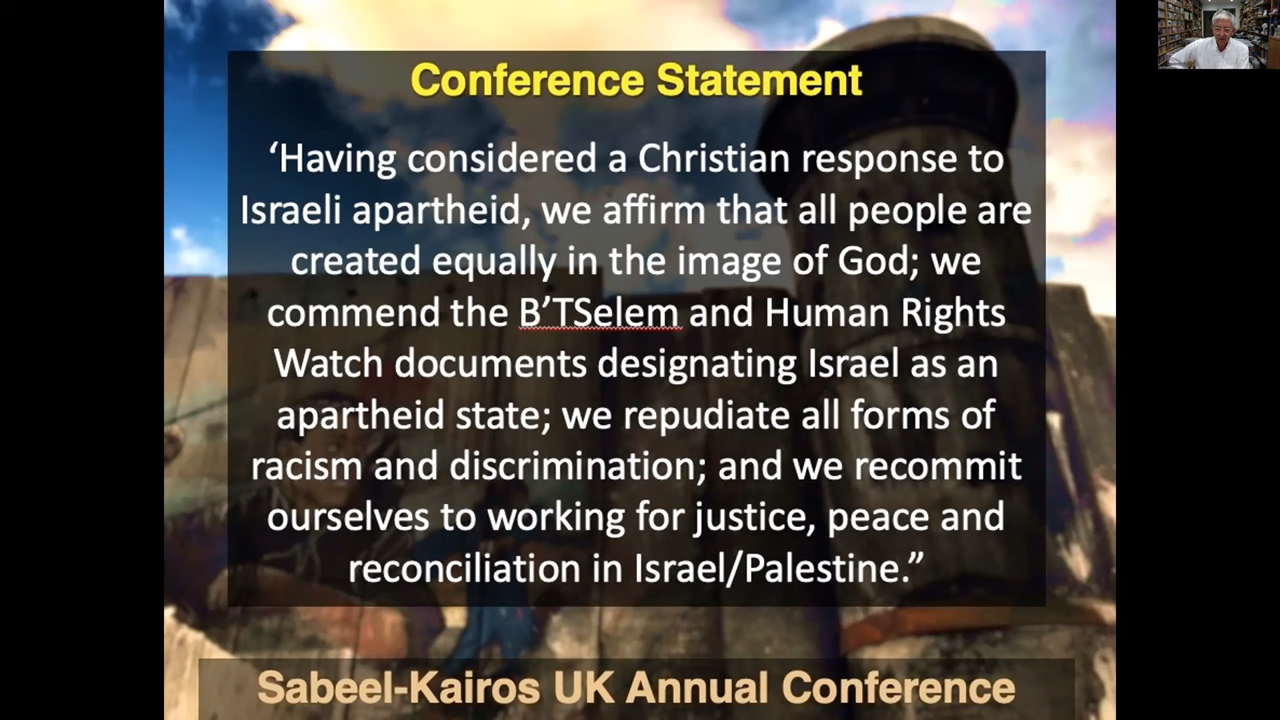 Conference Statement
‘Having considered a Christian response to
Israeli apartheid, we affirm that all people are
created equally in the image of God; we
commend the B’TSelem and Human Rights
Watch documents designating Israel as an
apartheid state; we repudiate all forms of
racism and discrimination; and we recommit
ourselves to working for justice, peace and
reconciliation in Israel/Palestine.”
Sabeel-Kairos UK Annual Conference